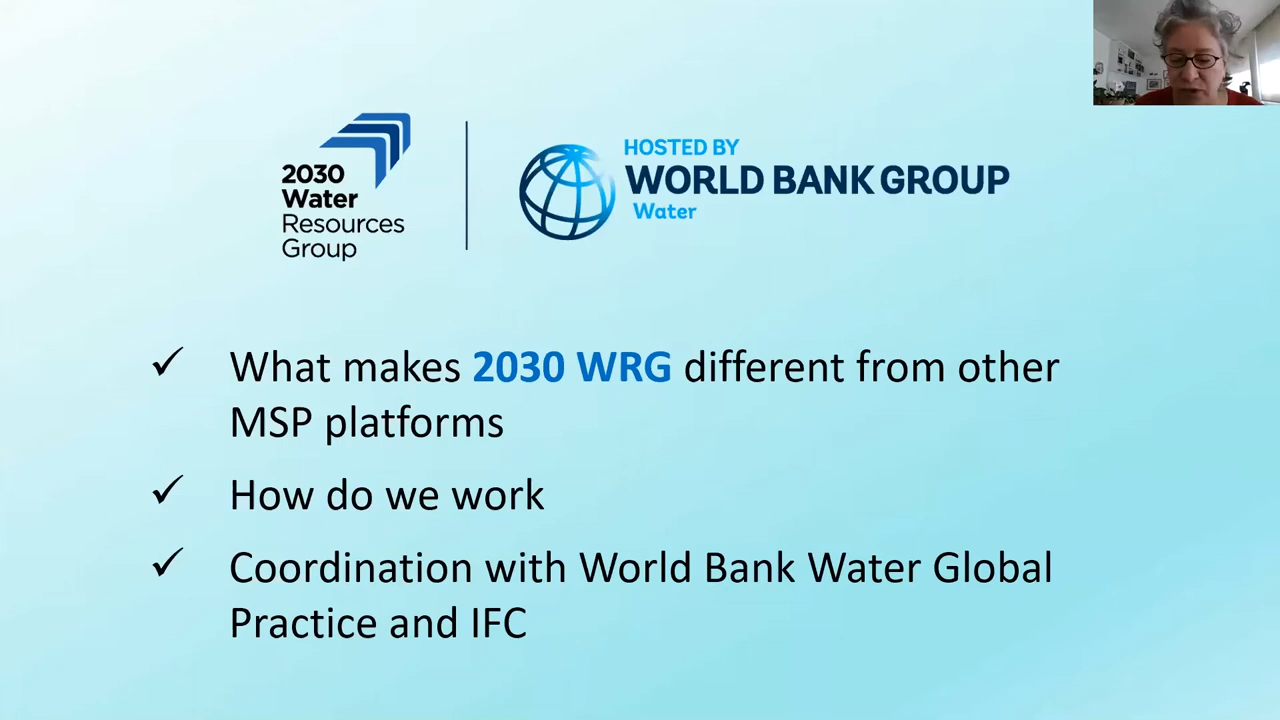 2030
Water
Resources
Group
HOSTED BY
WORLD BANK GROUP
Water
✓ What makes 2030 WRG different from other
MSP platforms
✓ How do we work
✓ Coordination with World Bank Water Global
Practice and IFC